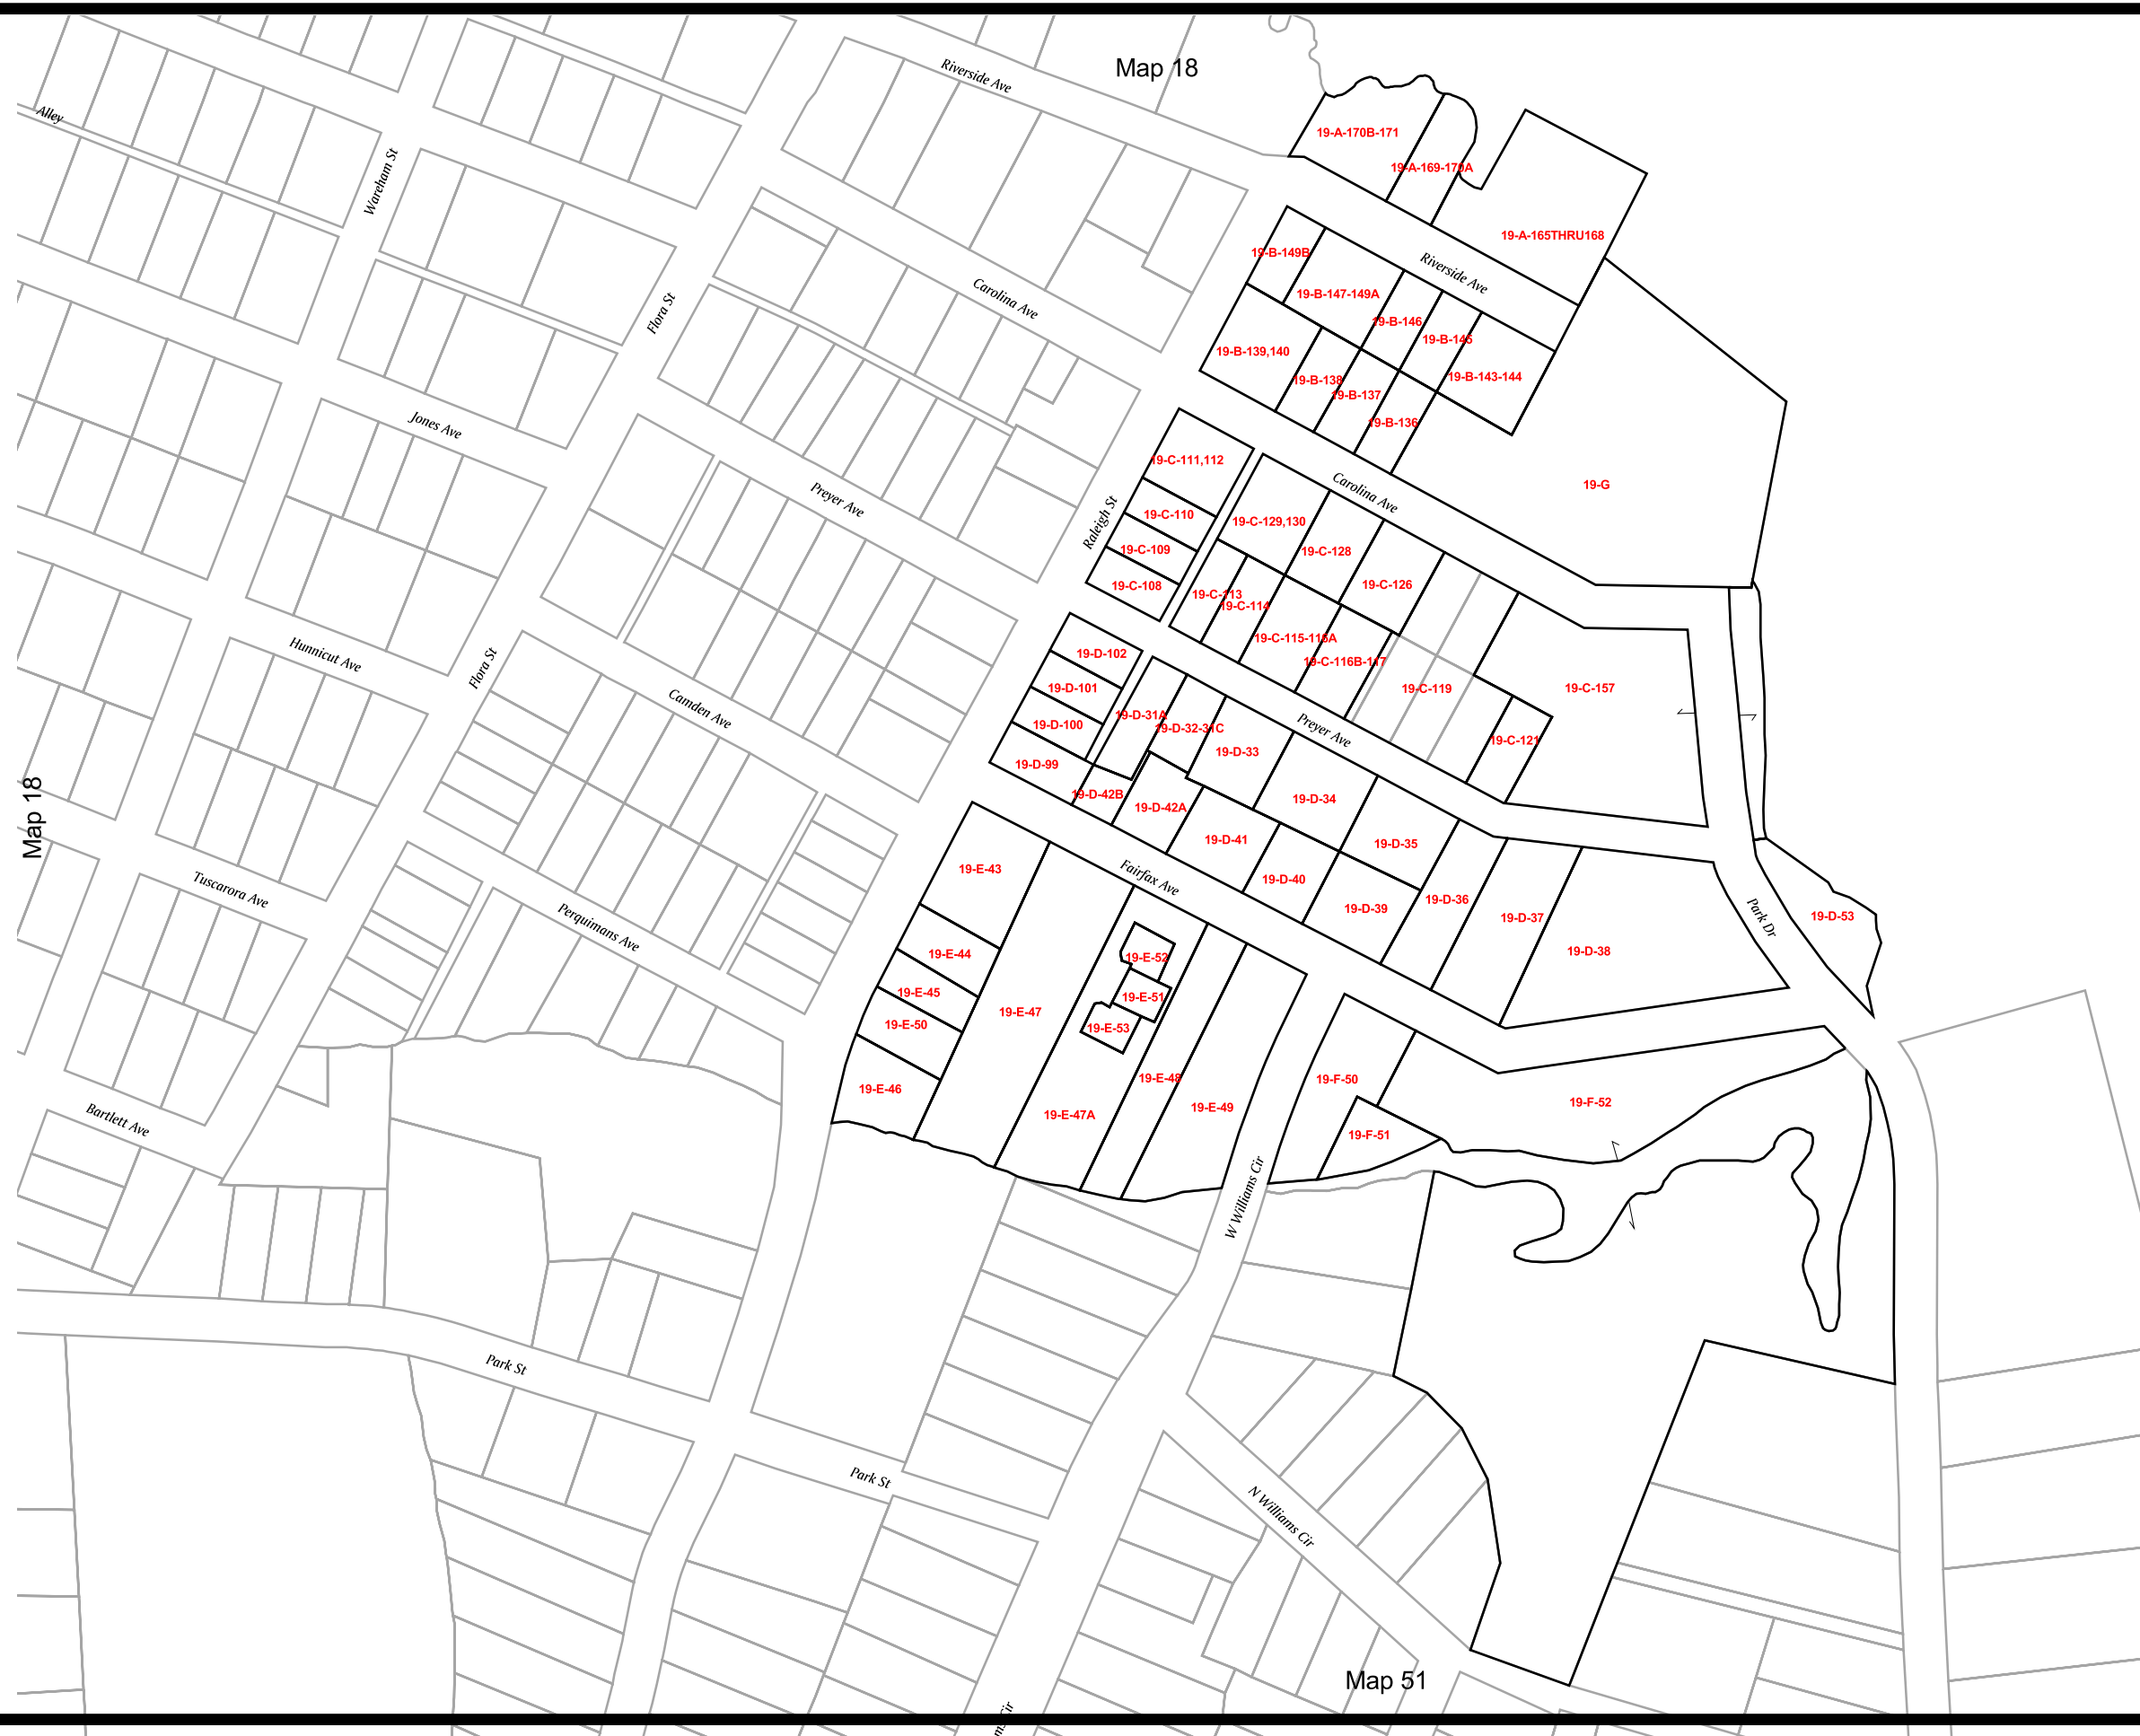 Map 18
Riverside Ave
Alley
19-A-170B-171
19-A-169-170A
Wareham St
19-A-165THRU168
19-B-149B
Riverside Ave
19-B-147-149A
Carolina Ave
Flora St
19-B-146
19-B-145
19-B-139,140
19-B-138
19-B-143-144
19-B-137
19-B-136
Jones Ave
19-C-111,112
19-G
Carolina Ave
Preyer Ave
Raleigh St
19-C-110
19-C-129,130
19-C-109
19-C-128
19-C-108
19-C-126
19-C-113
19-C-114
19-C-115-116A
Hunnicut Ave
19-D-102
19-C-116B-117
Flora St
19-D-101
19-C-119
19-C-157
Camden Ave
19-D-31A
19-D-100
19-D-32-31C
Preyer Ave
19-C-121
19-D-33
19-D-99
19-D-42B
19-D-42A
19-D-34
Map 18
19-D-41
19-D-35
19-E-43
Fairfax Ave
19-D-40
Tuscarora Ave
19-D-36
19-D-39
19-D-37
Park Dr
19-D-53
Perquimans Ave
19-E-44
19-E-52
19-D-38
19-E-45
19-E-51
19-E-47
19-E-50
19-E-53
19-E-48
19-F-50
19-E-46
19-F-52
19-E-49
19-E-47A
Bartlett Ave
19-F-51
W Williams Cir
Park St
Park St
N Williams Cir
Map 51